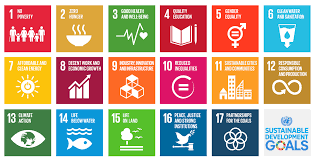 1 NO
POVERTY
2 ZERO
HUNGER
3 GOOD HEALTH
AND WELL-BEING
4 QUALITY
EDUCATION
5 GENDER
EQUALITY
6 CLEAN WATER
AND SANITATION
7 AFFORDABLE AND
CLEAN ENERGY
8 DECENT WORK AND
ECONOMIC GROWTH
9 INDUSTRY, INNOVATION
AND INFRASTRUCTURE
10 REDUCED
INEQUALITIES
11 SUSTAINABLE CITIES
AND COMMUNITIES
12 RESPONSIBLE
CONSUMPTION
AND PRODUCTION
13 CLIMATE
ACTION
14 LIFE
BELOW WATER
15 LIFE
ON LAND
16 PEACE, JUSTICE
AND STRONG
INSTITUTIONS
17 PARTNERSHIPS
FOR THE GOALS
SUSTAINABLE
DEVELOPMENT
GOALS